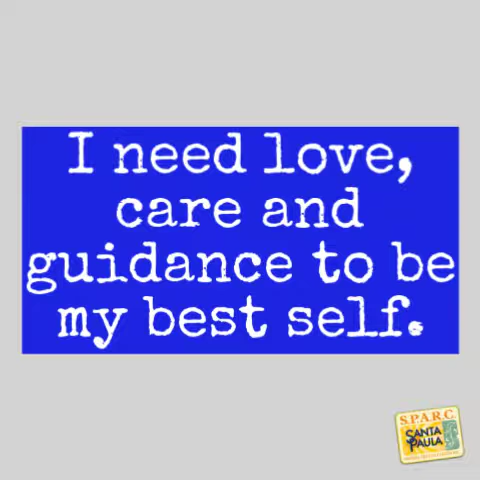 I need love,
care and
guidance to be
my best self.
S.P.A.R.C.
SANTA
PAULA